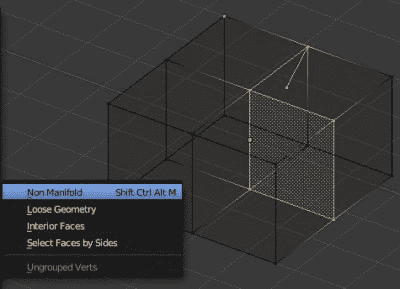 Non Manifold Shift Ctrl Alt M
Loose Geometry
Interior Faces
Select Faces by Sides
Ungrouped Verts